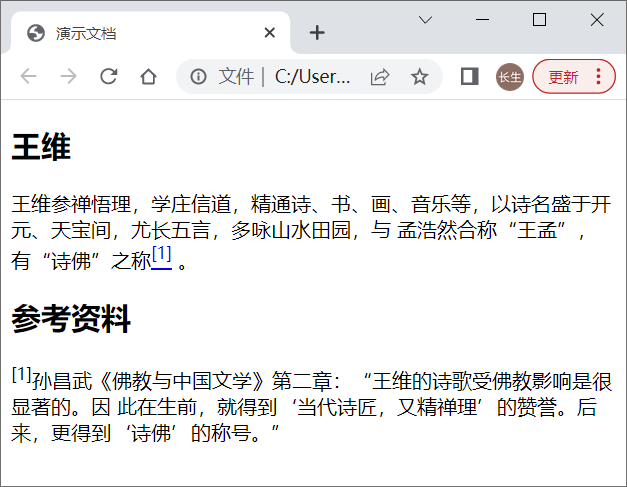 演示文档
文件 | C:/User...
长生
更新
王维
王维参禅悟理，学庄信道，精通诗、书、画、音乐等，以诗名盛于开
元、天宝间，尤长五言，多咏山水田园，与 孟浩然合称“王孟”，
有“诗佛”之称[1] 。
参考资料
[1]孙昌武《佛教与中国文学》第二章：“王维的诗歌受佛教影响是很
显著的。因 此在生前，就得到‘当代诗匠，又精禅理’的赞誉。后
来，更得到‘诗佛’的称号。”